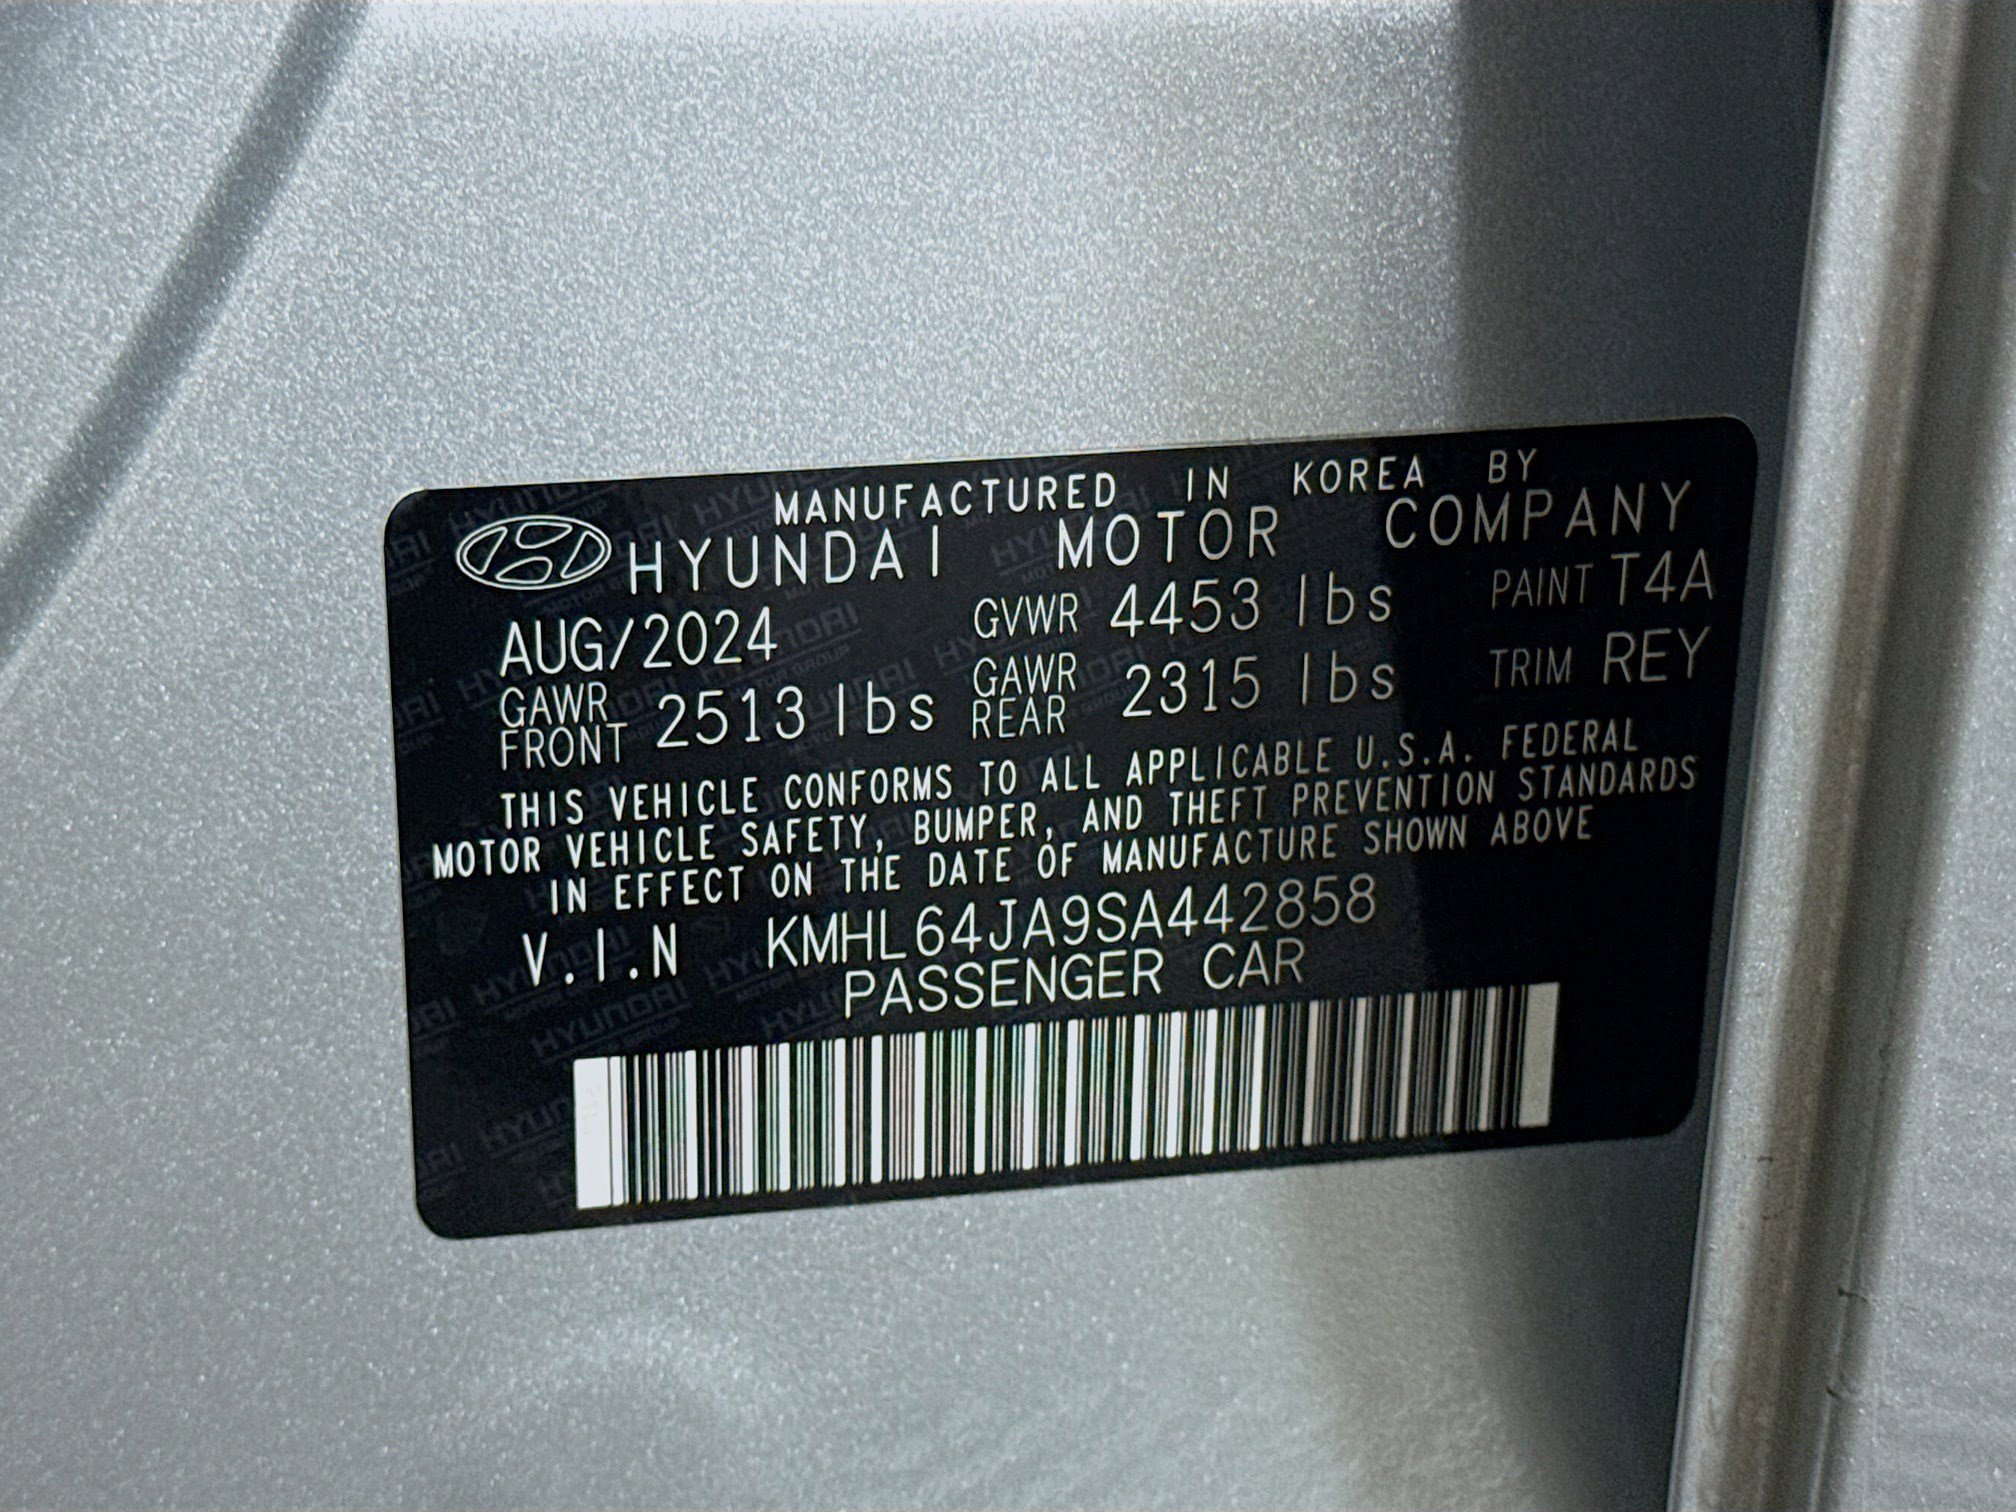 MANUFACTURED IN KOREA BY
HYUNDAI MOTOR COMPANY
AUG/2024 GVWR 4453 lbs PAINT T4A
GAWR FRONT 2513 lbs GAWR REAR 2315 lbs TRIM REY
THIS VEHICLE CONFORMS TO ALL APPLICABLE U.S.A. FEDERAL
MOTOR VEHICLE SAFETY, BUMPER, AND THEFT PREVENTION STANDARDS
IN EFFECT ON THE DATE OF MANUFACTURE SHOWN ABOVE
V.I.N KMHL64JA9SA442858
PASSENGER CAR